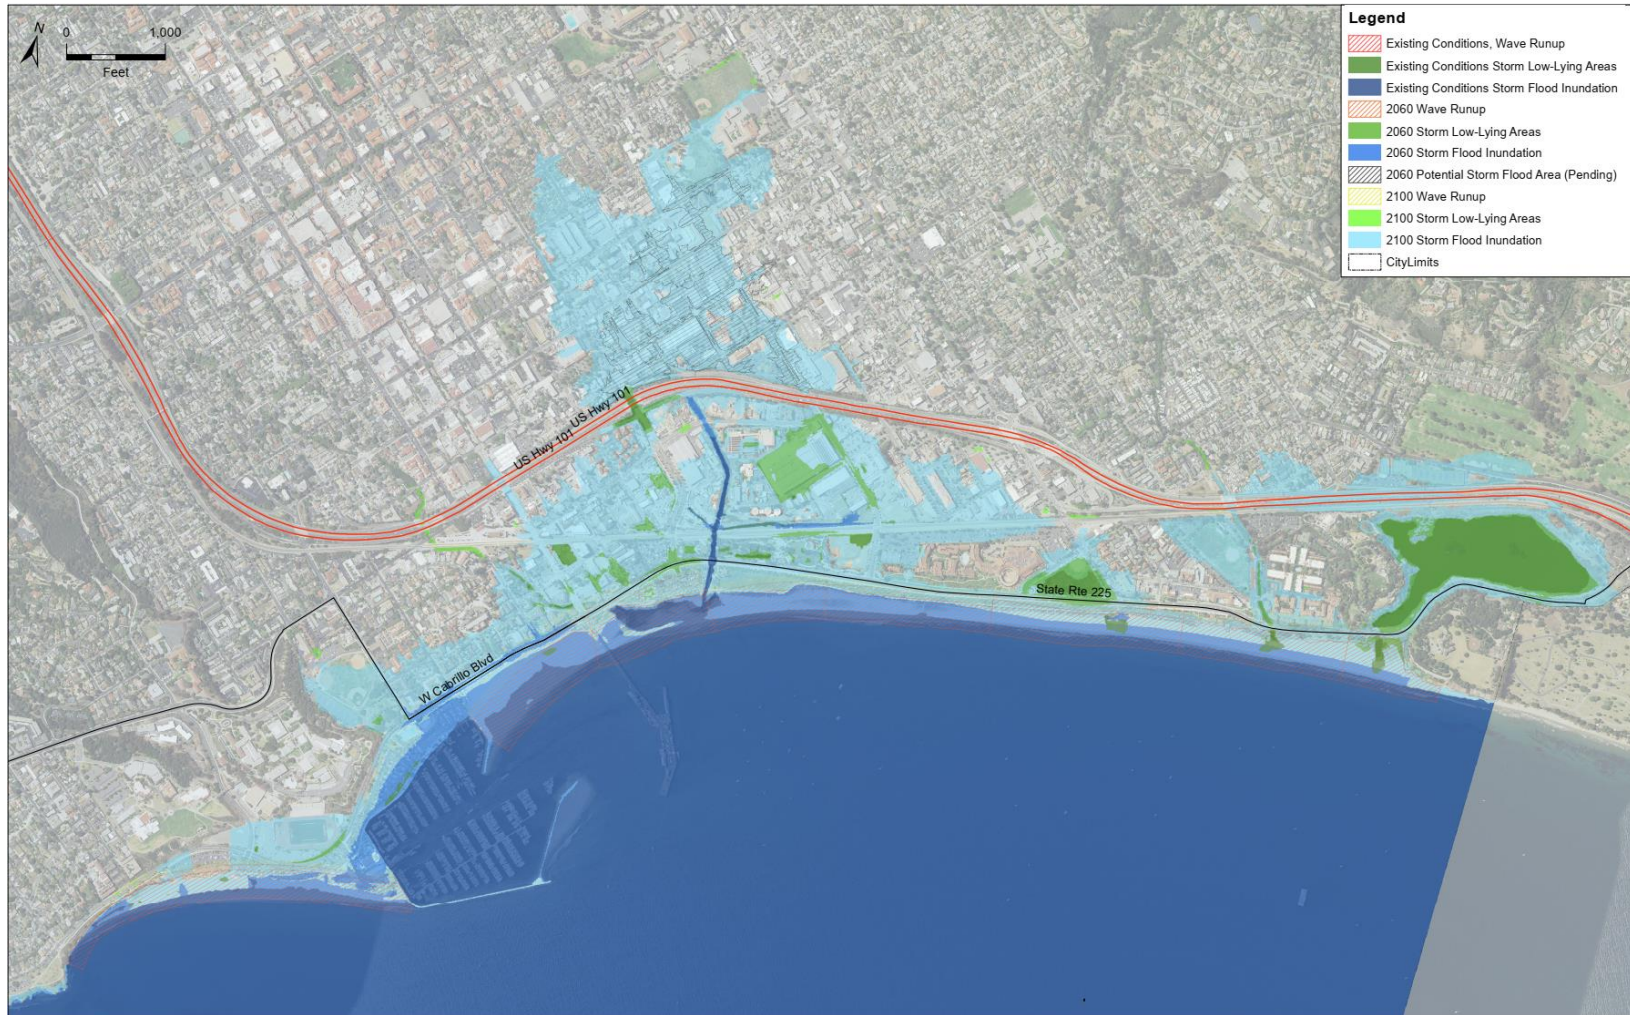 N
0 1,000
Feet
Legend
Existing Conditions, Wave Runup
Existing Conditions Storm Low-Lying Areas
Existing Conditions Storm Flood Inundation
2060 Wave Runup
2060 Storm Low-Lying Areas
2060 Storm Flood Inundation
2060 Potential Storm Flood Area (Pending)
2100 Wave Runup
2100 Storm Low-Lying Areas
2100 Storm Flood Inundation
CityLimits
US Hwy 101
US Hwy 101
State Rte 225
W Cabrillo Blvd